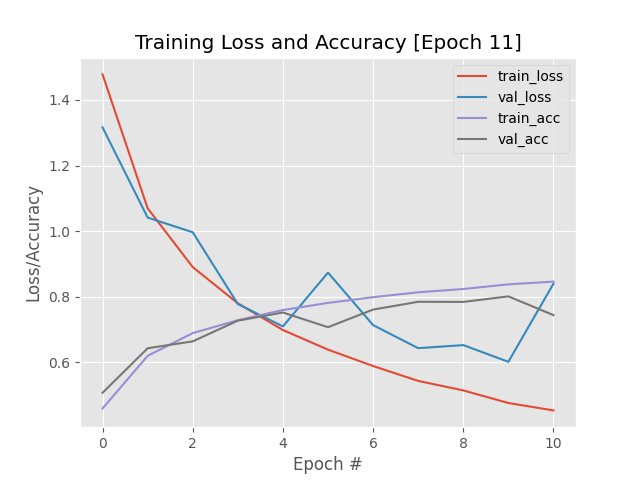 Training Loss and Accuracy [Epoch 11]
train_loss
val_loss
train_acc
val_acc
1.4
1.2
1.0
0.8
0.6
Loss/Accuracy
0 2 4 6 8 10
Epoch #